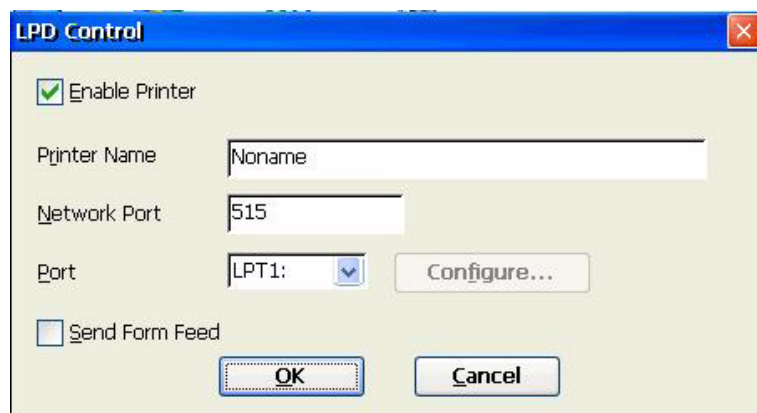 LPD Control
Enable Printer
Printer Name Noname
Network Port 515
Port LPT1: Configure...
Send Form Feed
OK Cancel